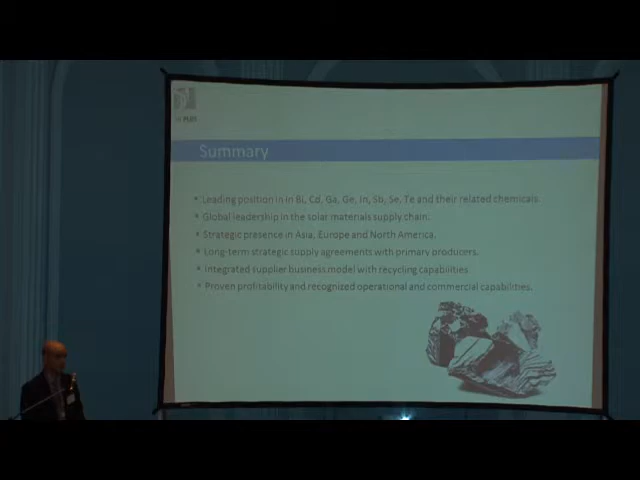 PLUS
Summary
• Leading position in in Bi, Cd, Ga, Ge, In, Sb, Se, Te and their related chemicals.
• Global leadership in the solar materials supply chain.
• Strategic presence in Asia, Europe and North America.
• Long-term strategic supply agreements with primary producers.
• Integrated supplier business model with recycling capabilities
• Proven profitability and recognized operational and commercial capabilities.